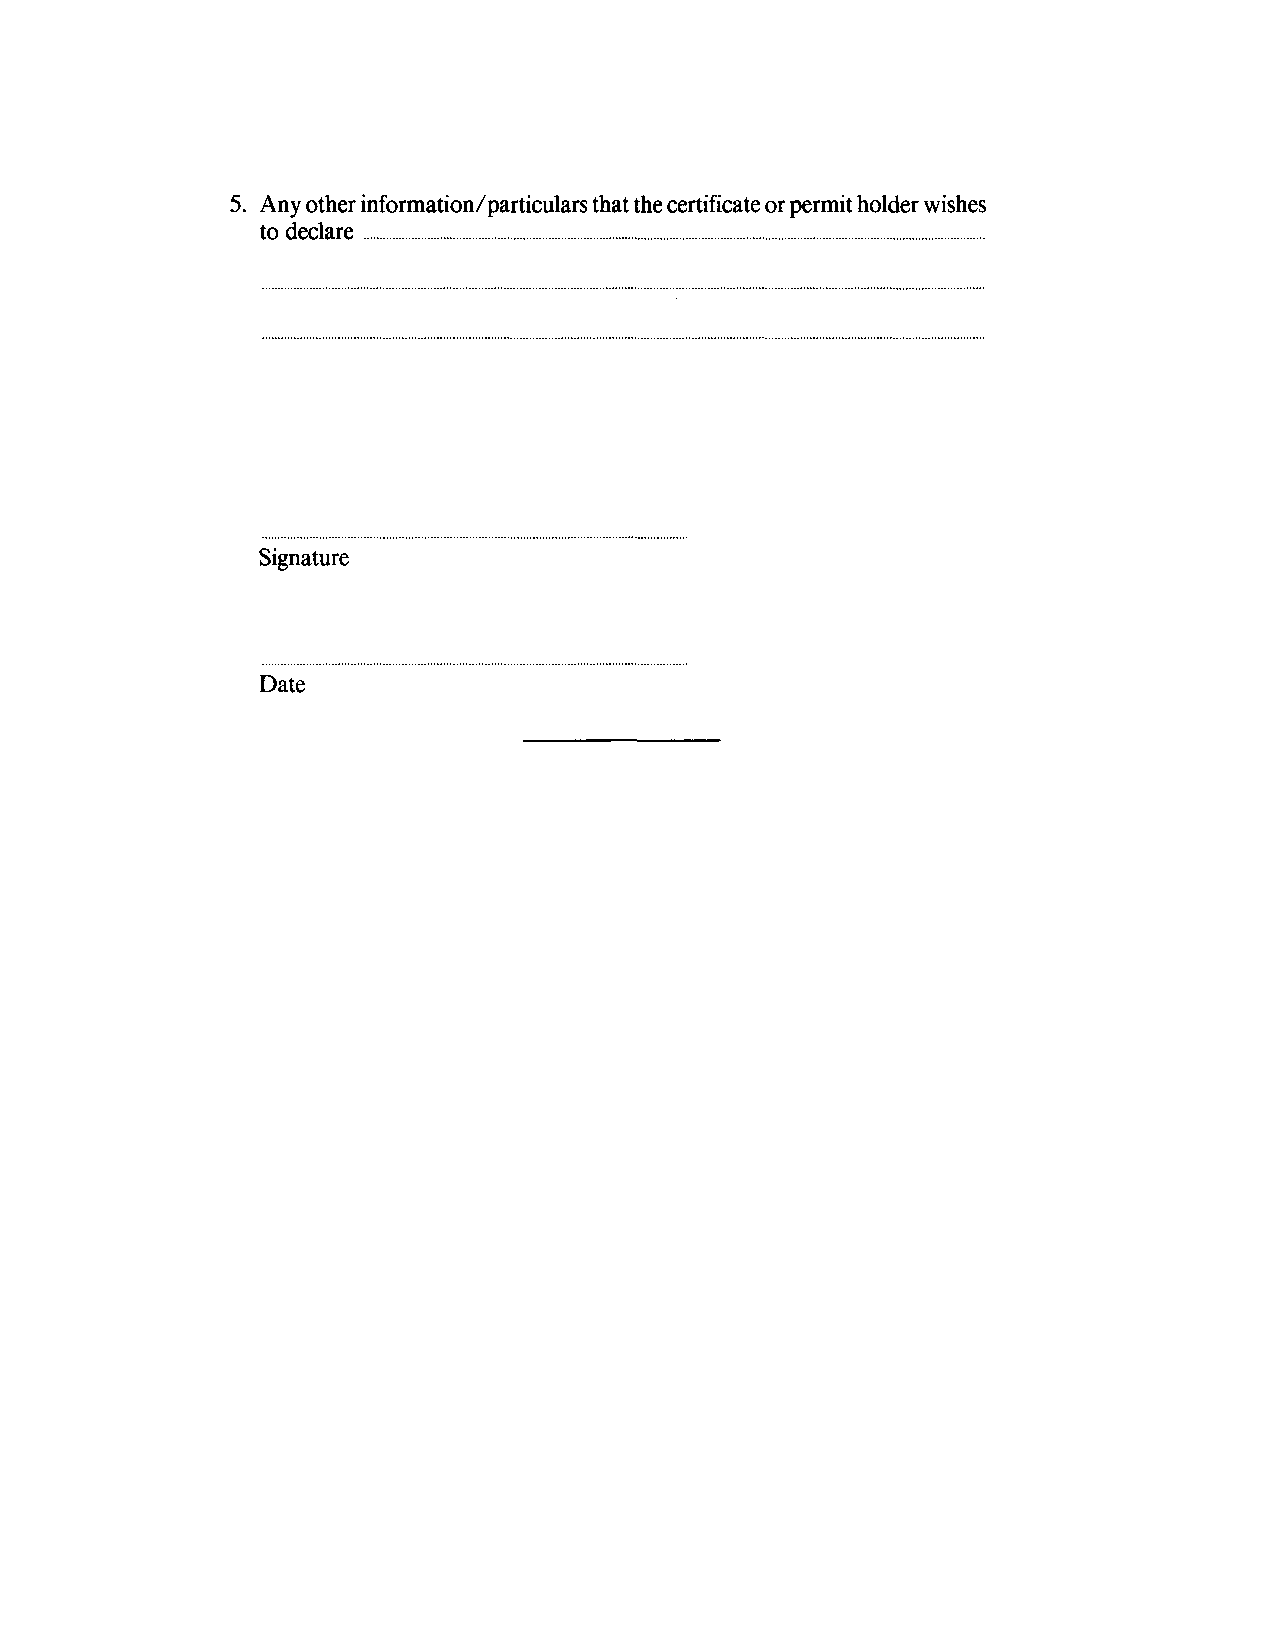 5. Any other information/particulars that the certificate or permit holder wishes
to declare ................................................................
................................................................
................................................................
................................................................
Signature
................................................................
Date